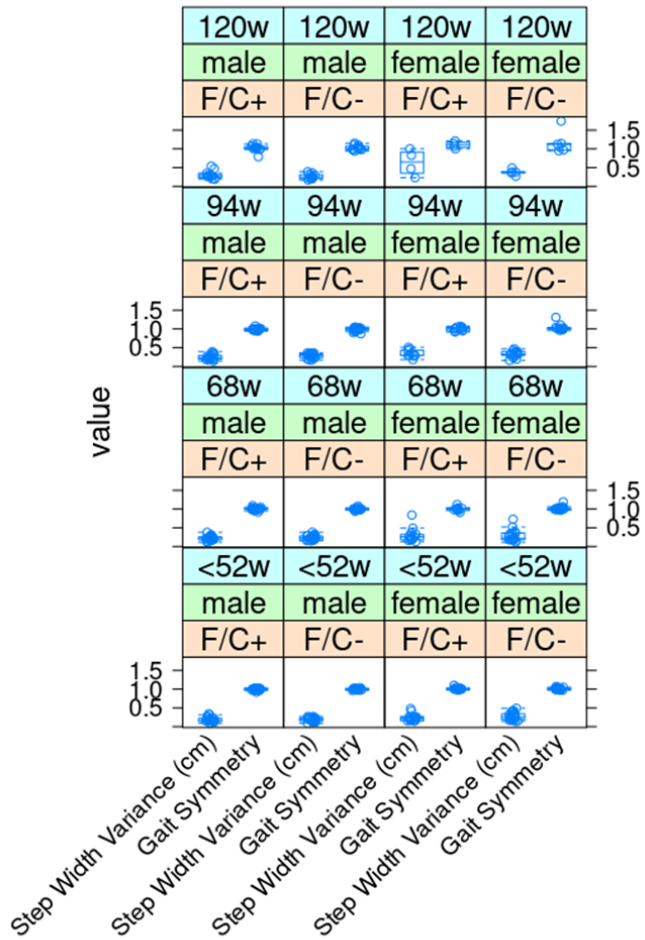 120w 120w 120w 120w
male male female female
F/C+ F/C- F/C+ F/C-
1.5
1.0
0.5
94w 94w 94w 94w
male male female female
F/C+ F/C- F/C+ F/C-
1.5
1.0
0.5
value
68w 68w 68w 68w
male male female female
F/C+ F/C- F/C+ F/C-
1.5
1.0
0.5
<52w <52w <52w <52w
male male female female
F/C+ F/C- F/C+ F/C-
1.5
1.0
0.5
Step Width Variance (cm)
Gait Symmetry
Step Width Variance (cm)
Gait Symmetry
Step Width Variance (cm)
Gait Symmetry
Step Width Variance (cm)
Gait Symmetry